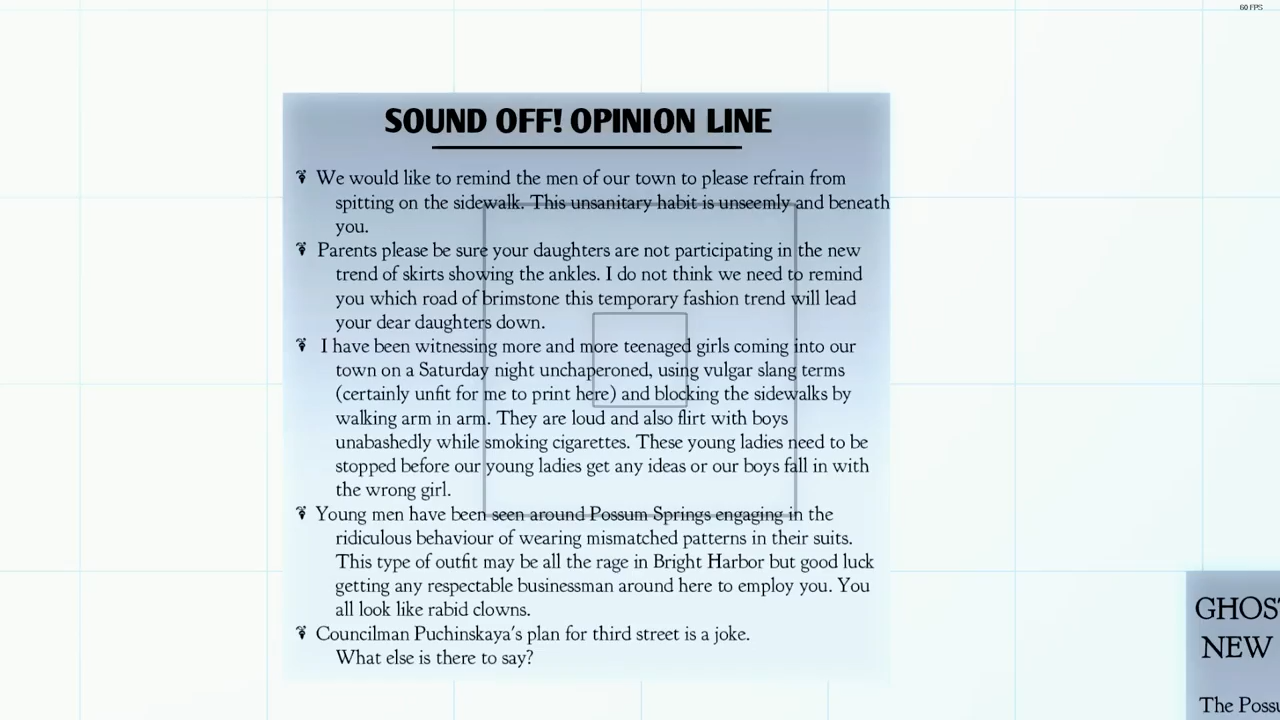 60 FPS
SOUND OFF! OPINION LINE
We would like to remind the men of our town to please refrain from
spitting on the sidewalk. This unsanitary habit is unseemly and beneath
you.
Parents please be sure your daughters are not participating in the new
trend of skirts showing the ankles. I do not think we need to remind
you which road of brimstone this temporary fashion trend will lead
your dear daughters down.
I have been witnessing more and more teenaged girls coming into our
town on a Saturday night unchaperoned, using vulgar slang terms
(certainly unfit for me to print here) and blocking the sidewalks by
walking arm in arm. They are loud and also flirt with boys
unabashedly while smoking cigarettes. These young ladies need to be
stopped before our young ladies get any ideas or our boys fall in with
the wrong girl.
Young men have been seen around Possum Springs engaging in the
ridiculous behaviour of wearing mismatched patterns in their suits.
This type of outfit may be all the rage in Bright Harbor but good luck
getting any respectable businessman around here to employ you. You
all look like rabid clowns.
Councilman Puchinskaya's plan for third street is a joke.
What else is there to say?
GHOS
NEW
The Possu